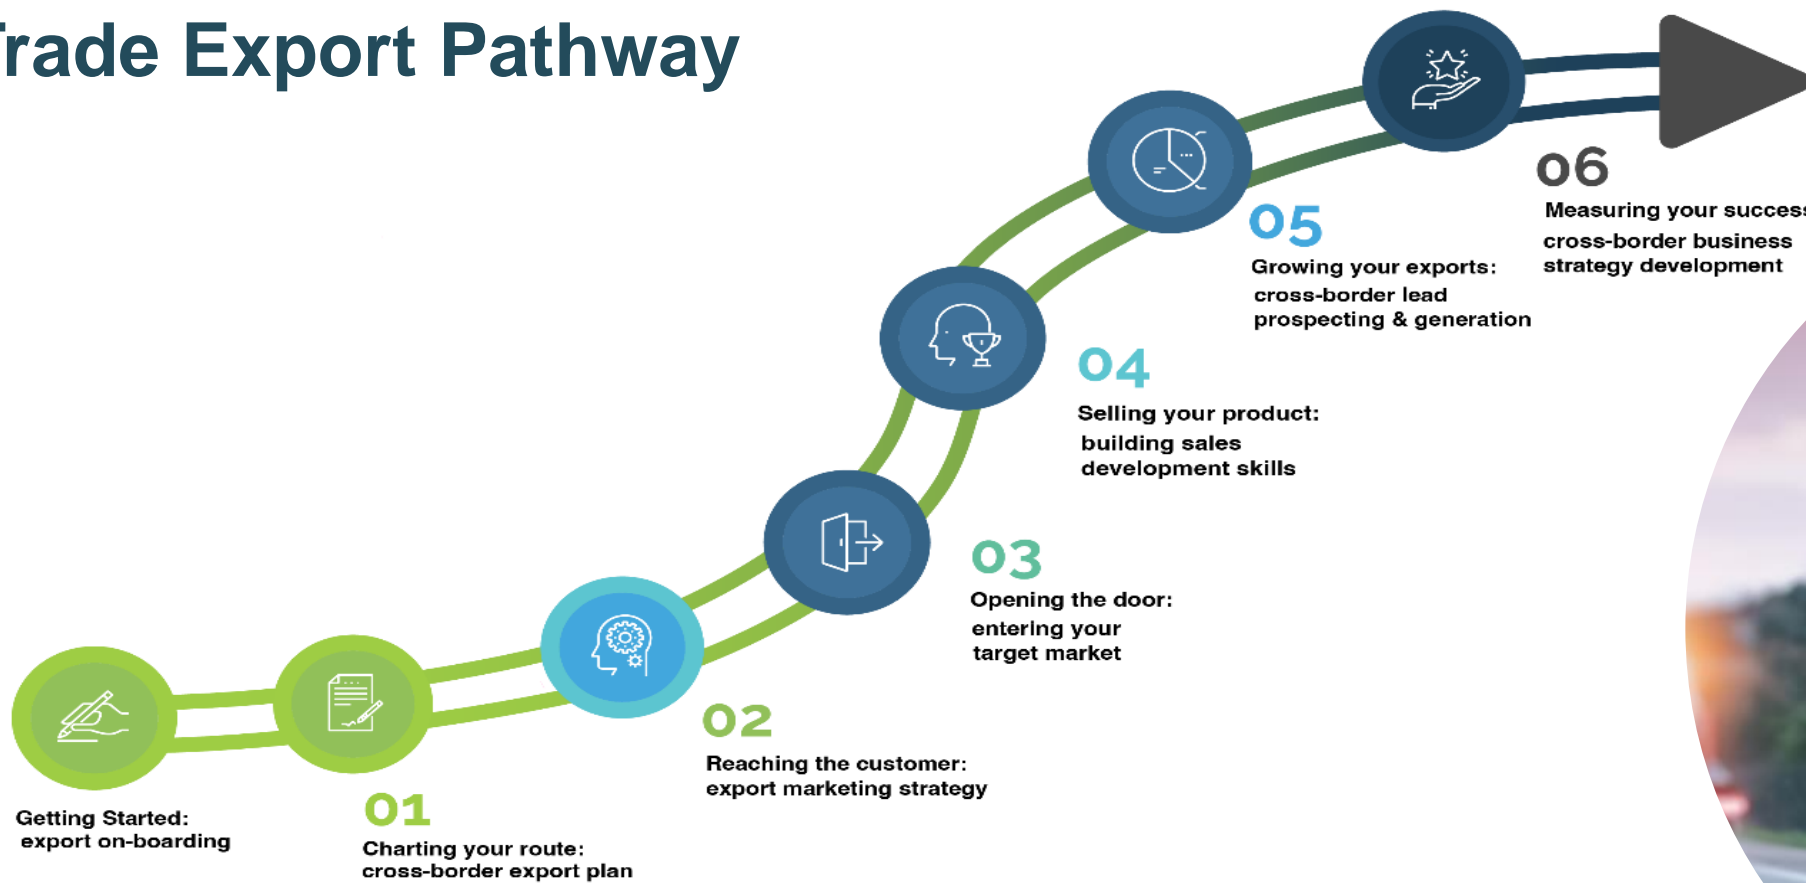 Trade Export Pathway
Getting Started:
export on-boarding
01
Charting your route:
cross-border export plan
02
Reaching the customer:
export marketing strategy
03
Opening the door:
entering your
target market
04
Selling your product:
building sales
development skills
05
Growing your exports:
cross-border lead
prospecting & generation
06
Measuring your success
cross-border business
strategy development